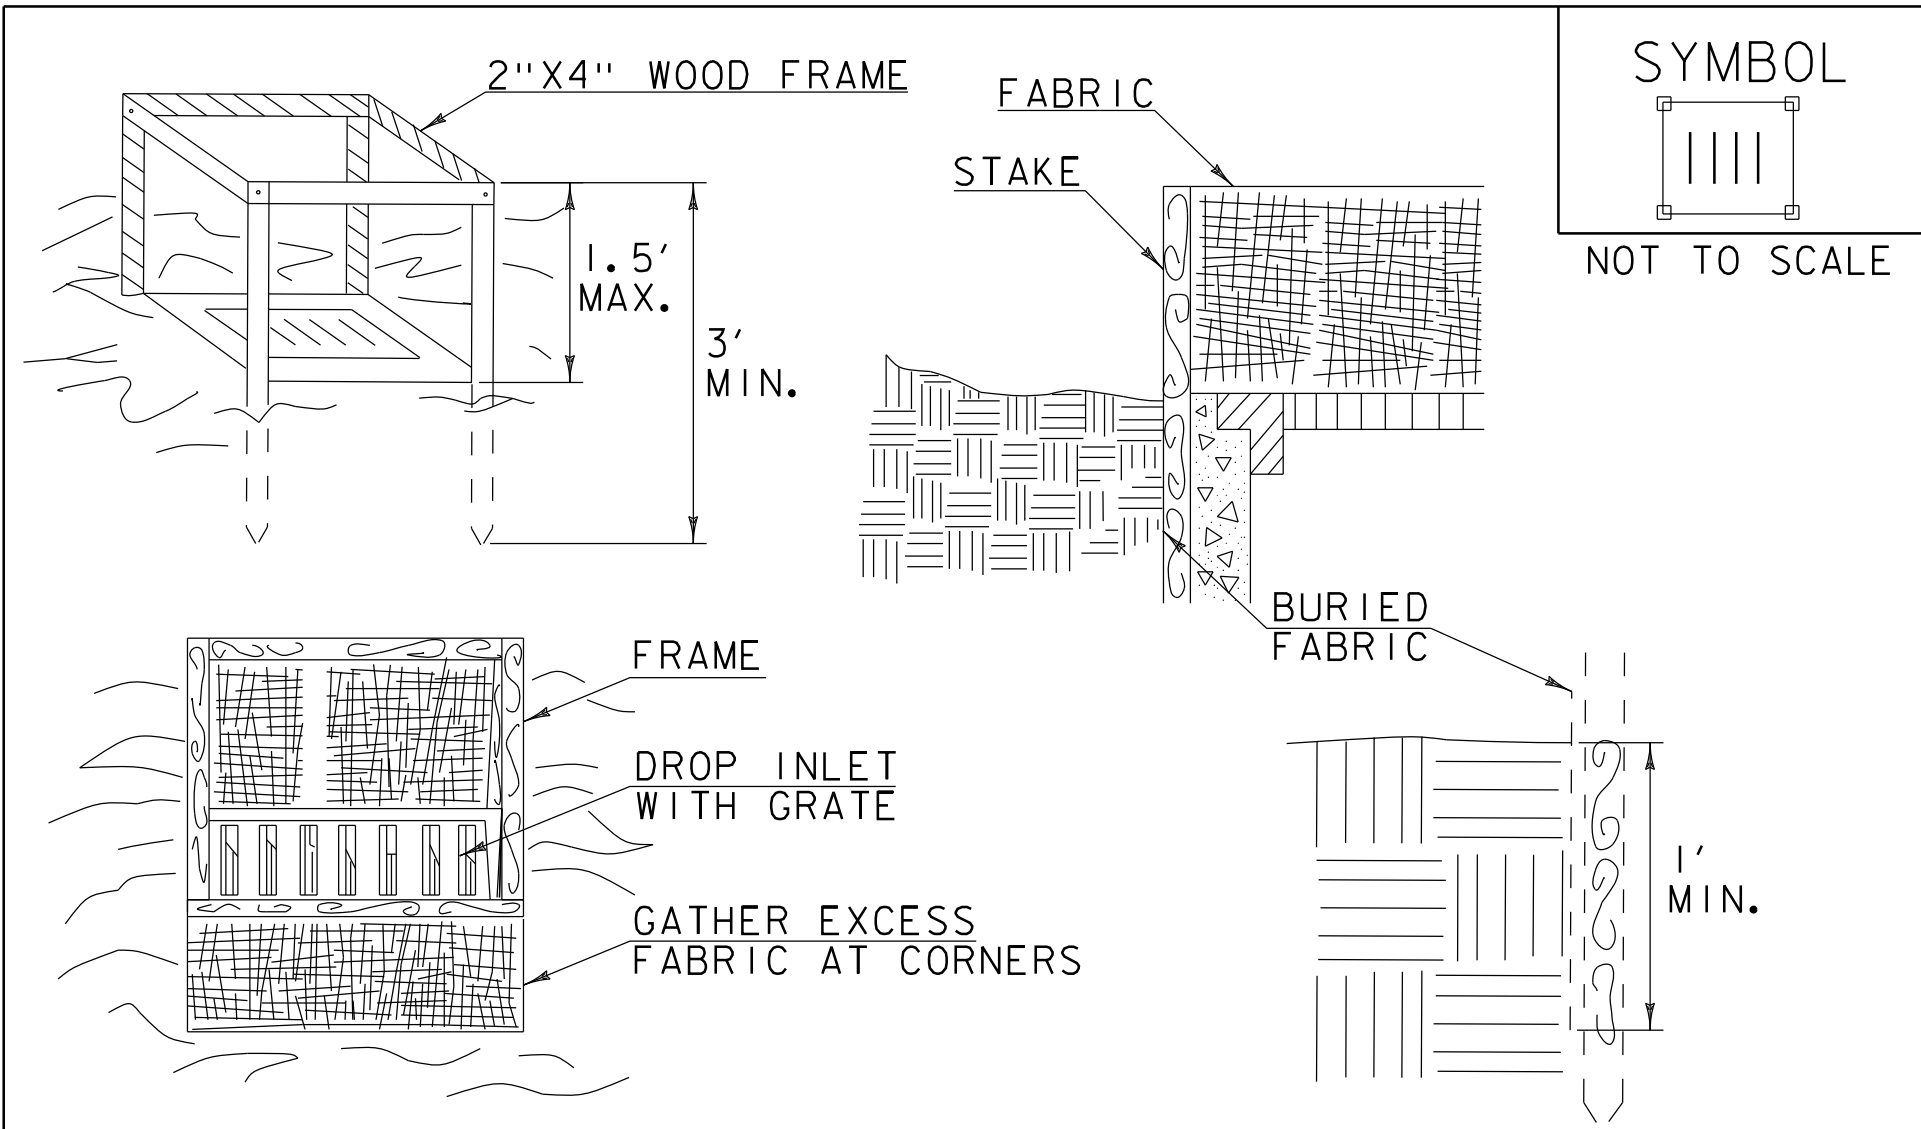 2"X4" WOOD FRAME
1.5'
MAX.
3'
MIN.
FABRIC
STAKE
SYMBOL
NOT TO SCALE
BURIED
FABRIC
FRAME
DROP INLET
WITH GRATE
GATHER EXCESS
FABRIC AT CORNERS
1'
MIN.